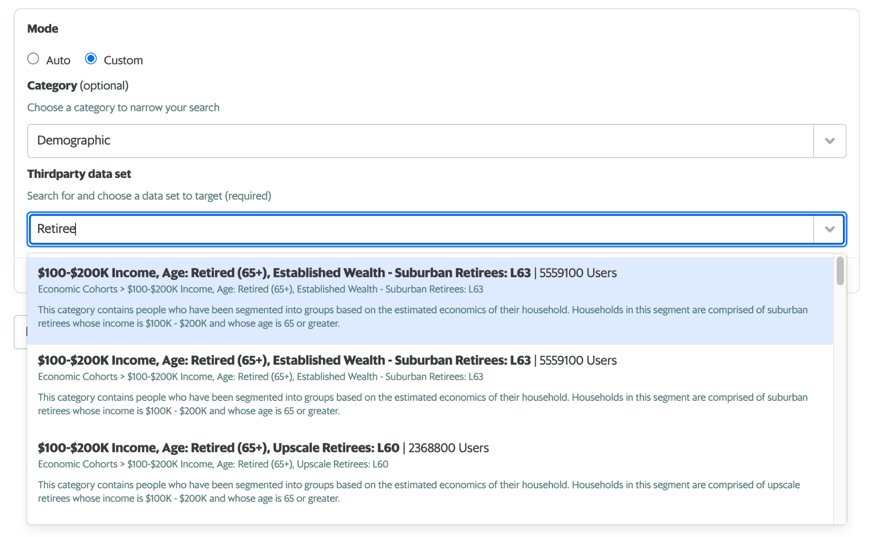 Mode
Auto Custom
Category (optional)
Choose a category to narrow your search
Demographic
Thirdparty data set
Search for and choose a data set to target (required)
Retiree
$100-$200K Income, Age: Retired (65+), Established Wealth - Suburban Retirees: L63 | 5559100 Users
Economic Cohorts > $100-$200K Income, Age: Retired (65+), Established Wealth - Suburban Retirees: L63
This category contains people who have been segmented into groups based on the estimated economics of their household. Households in this segment are comprised of suburban
retirees whose income is $100K - $200K and whose age is 65 or greater.
$100-$200K Income, Age: Retired (65+), Established Wealth - Suburban Retirees: L63 | 5559100 Users
Economic Cohorts > $100-$200K Income, Age: Retired (65+), Established Wealth - Suburban Retirees: L63
This category contains people who have been segmented into groups based on the estimated economics of their household. Households in this segment are comprised of suburban
retirees whose income is $100K - $200K and whose age is 65 or greater.
$100-$200K Income, Age: Retired (65+), Upscale Retirees: L60 | 2368800 Users
Economic Cohorts > $100-$200K Income, Age: Retired (65+), Upscale Retirees: L60
This category contains people who have been segmented into groups based on the estimated economics of their household. Households in this segment are comprised of upscale
retirees whose income is $100K - $200K and whose age is 65 or greater.